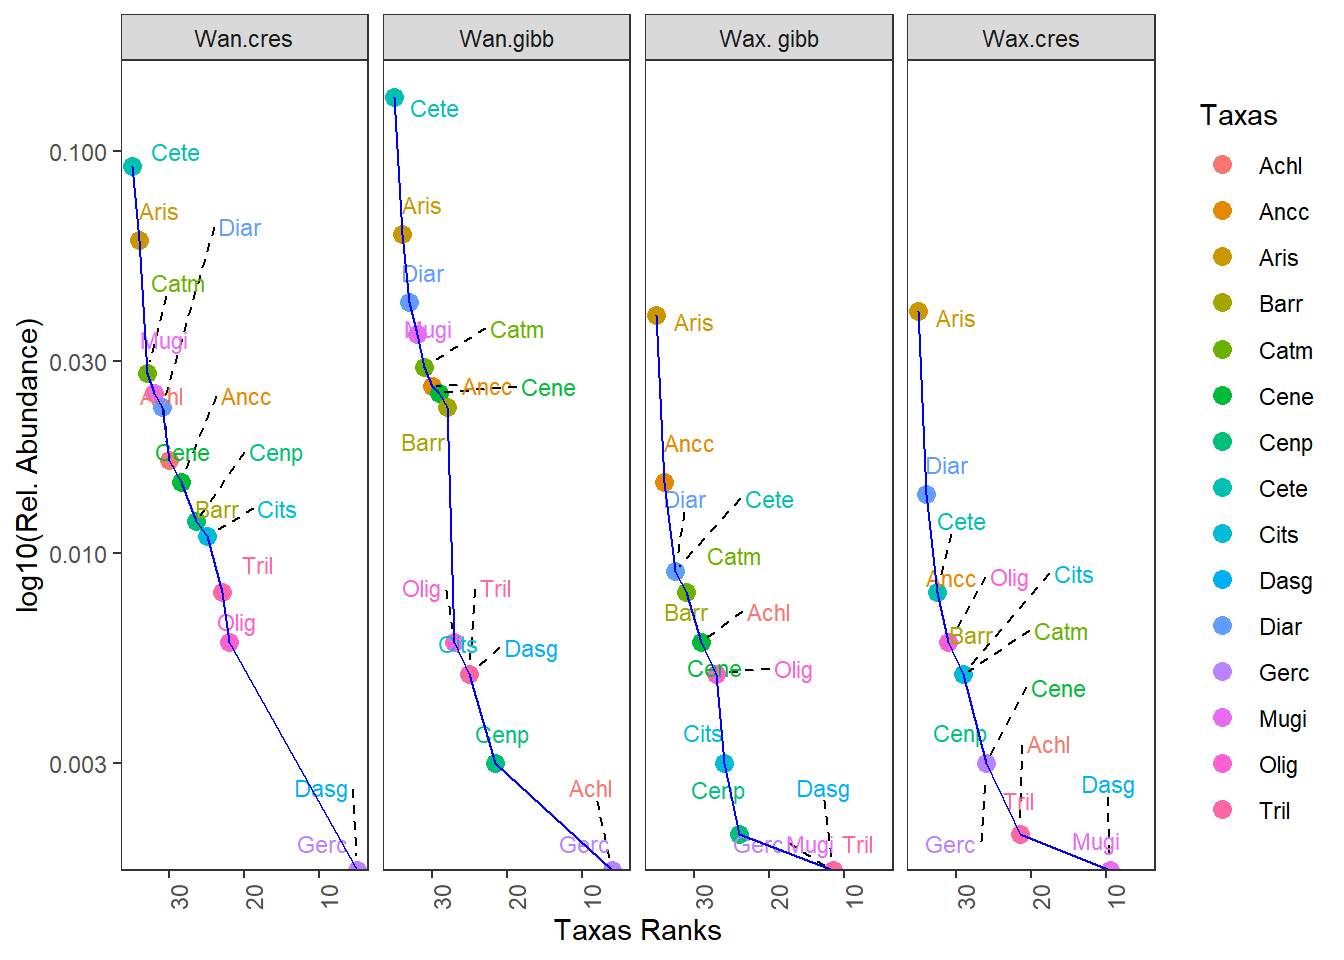 Wan.cres
Wan.gibb
Wax. gibb
Wax.cres
log10(Rel. Abundance)
0.100
0.030
0.010
0.003
Cete
Aris
Diar
Catm
Mugi
Achl
Ancc
Cene
Cenp
Barr
Cits
Tril
Olig
Dasg
Gerc
Cete
Aris
Diar
Mugi
Catm
Ancc
Cene
Barr
Olig
Tril
Cits
Dasg
Cenp
Achl
Gerc
Aris
Ancc
Diar
Cete
Catm
Barr
Achl
Cene
Olig
Cits
Cenp
Dasg
Gerc
Mugi
Tril
Aris
Diar
Cete
Ancc
Olig
Cits
Barr
Catm
Cene
Cenp
Achl
Tril
Dasg
Gerc
Mugi
30 20 10
30 20 10
30 20 10
30 20 10
Taxas Ranks
Taxas
Achl
Ancc
Aris
Barr
Catm
Cene
Cenp
Cete
Cits
Dasg
Diar
Gerc
Mugi
Olig
Tril